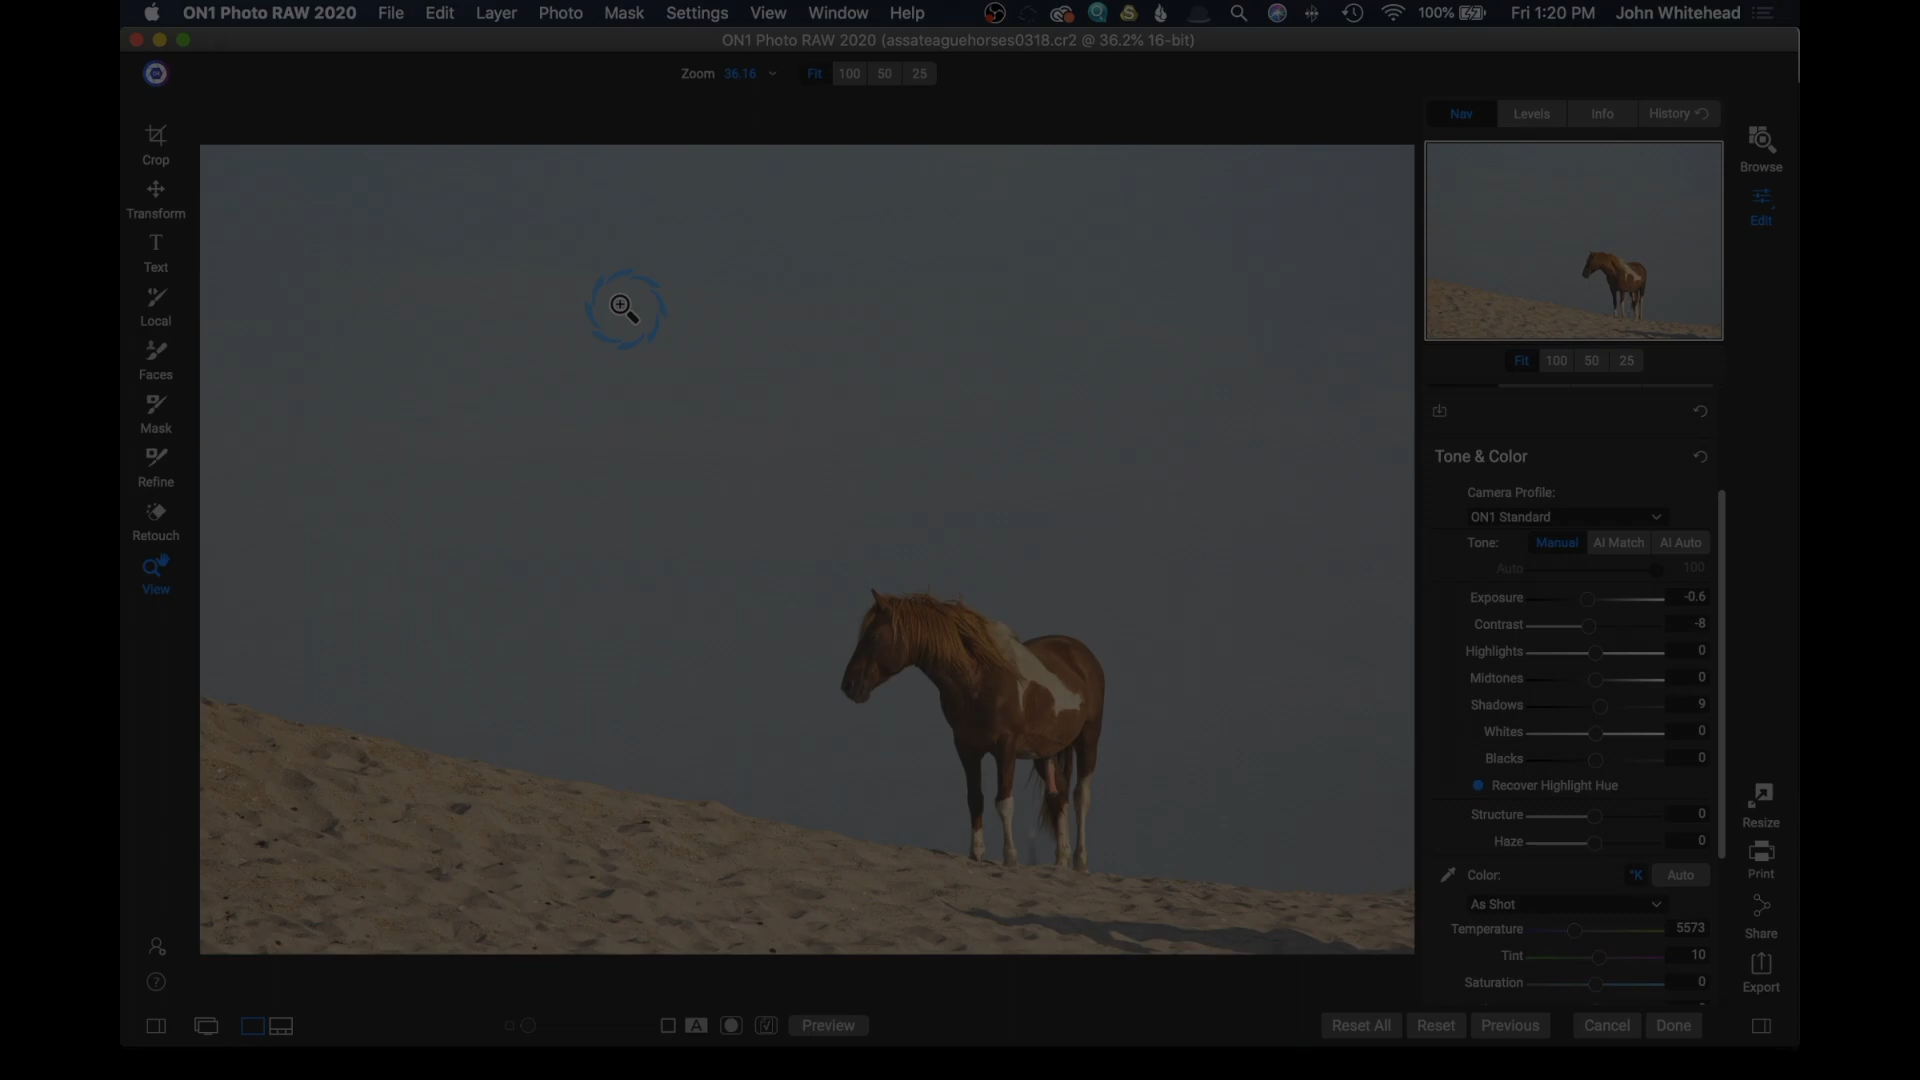 ON1 Photo RAW 2020 File Edit Layer Photo Mask Settings View Window Help 100% Fri 1:20 PM John Whitehead
ON1 Photo RAW 2020 (assateaguehorses0318.cr2 @ 36.2% 16-bit)
Zoom 36.16 Fit 100 50 25
Nav Levels Info History
Crop
Browse
Transform
Edit
Text
Local
Faces
Fit 100 50 25
Mask
Tone & Color
Refine
Camera Profile:
ON1 Standard
Retouch
Tone: Manual AI Match AI Auto
Auto 100
View
Exposure -0.6
Contrast -8
Highlights 0
Midtones 0
Shadows 9
Whites 0
Blacks 0
Recover Highlight Hue
Structure 0
Resize
Haze 0
Color: °K Auto
Print
As Shot
Temperature 5573
Share
Tint 10
Saturation 0
Export
A Preview Reset All Reset Previous Cancel Done